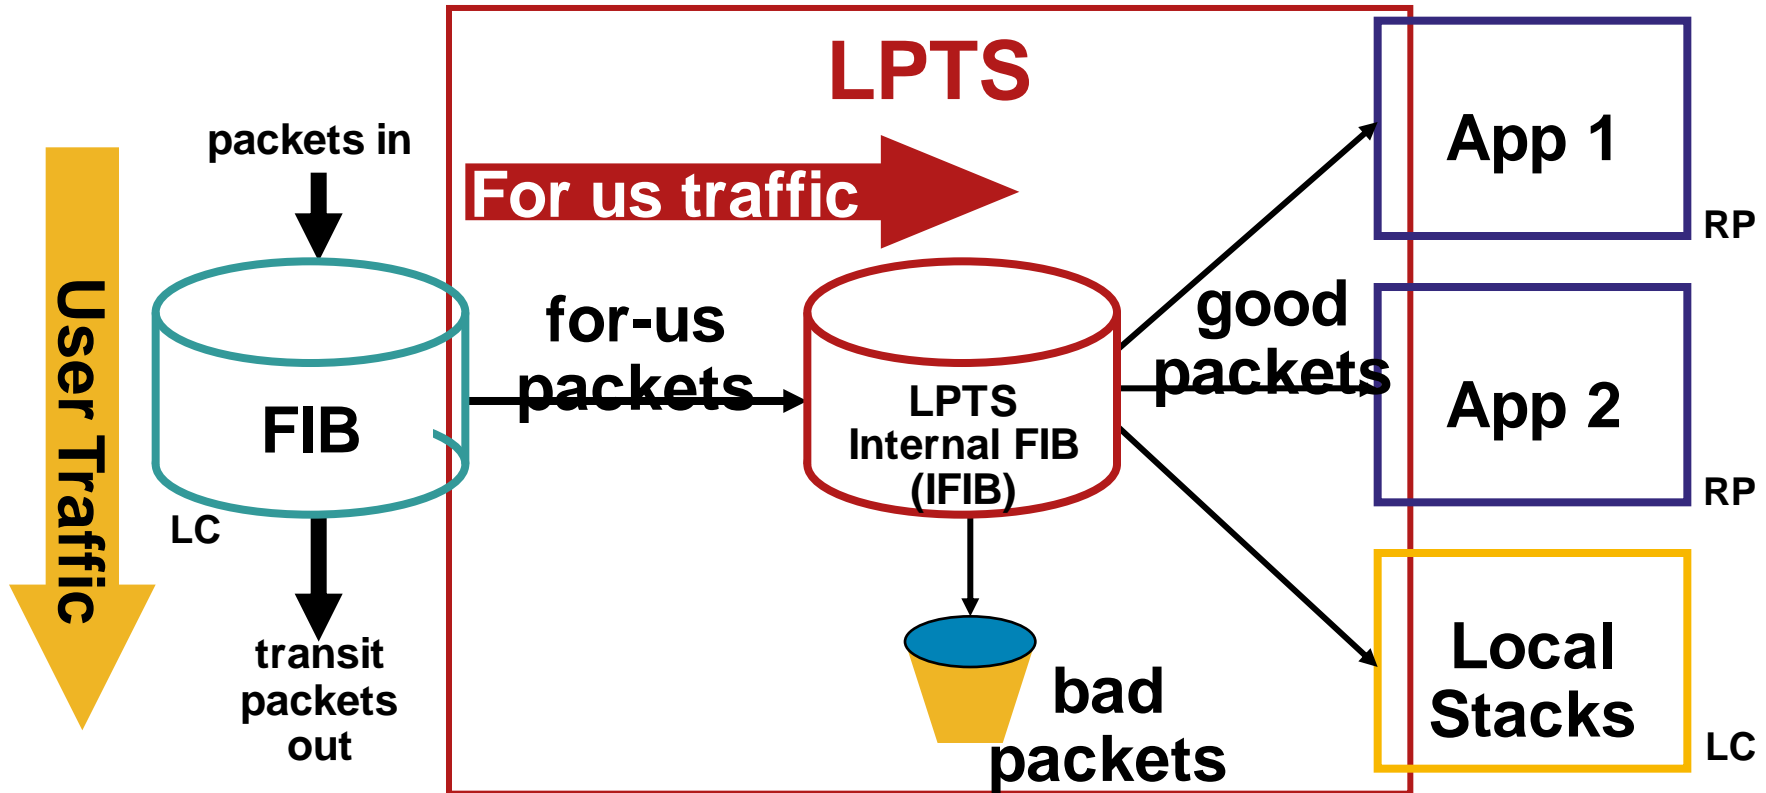 LPTS
packets in
For us traffic
User Traffic
FIB
LC
transit
packets
out
for-us
packets
LPTS
Internal FIB
(IFIB)
good
packets
bad
packets
App 1
RP
App 2
RP
Local
Stacks
LC